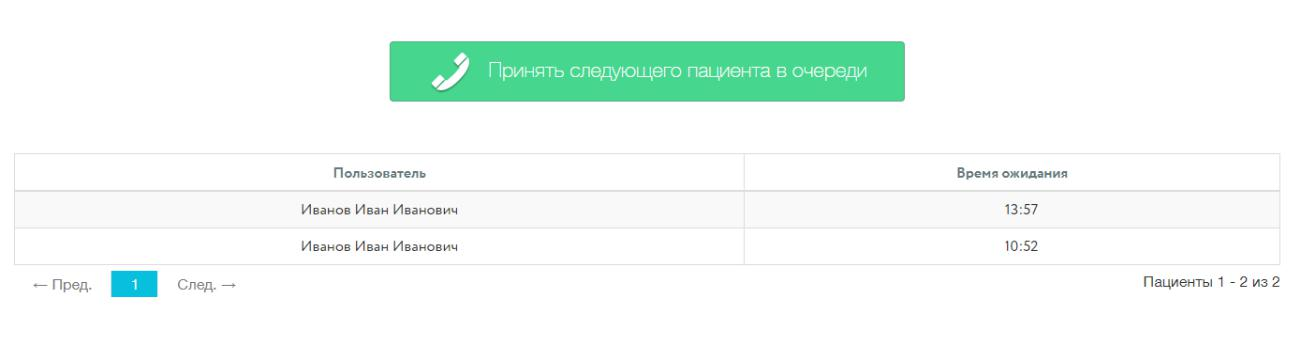 Принять следующего пациента в очереди
Пользователь Время ожидания
Иванов Иван Иванович 13:57
Иванов Иван Иванович 10:52
← Пред. 1 След. → Пациенты 1 - 2 из 2